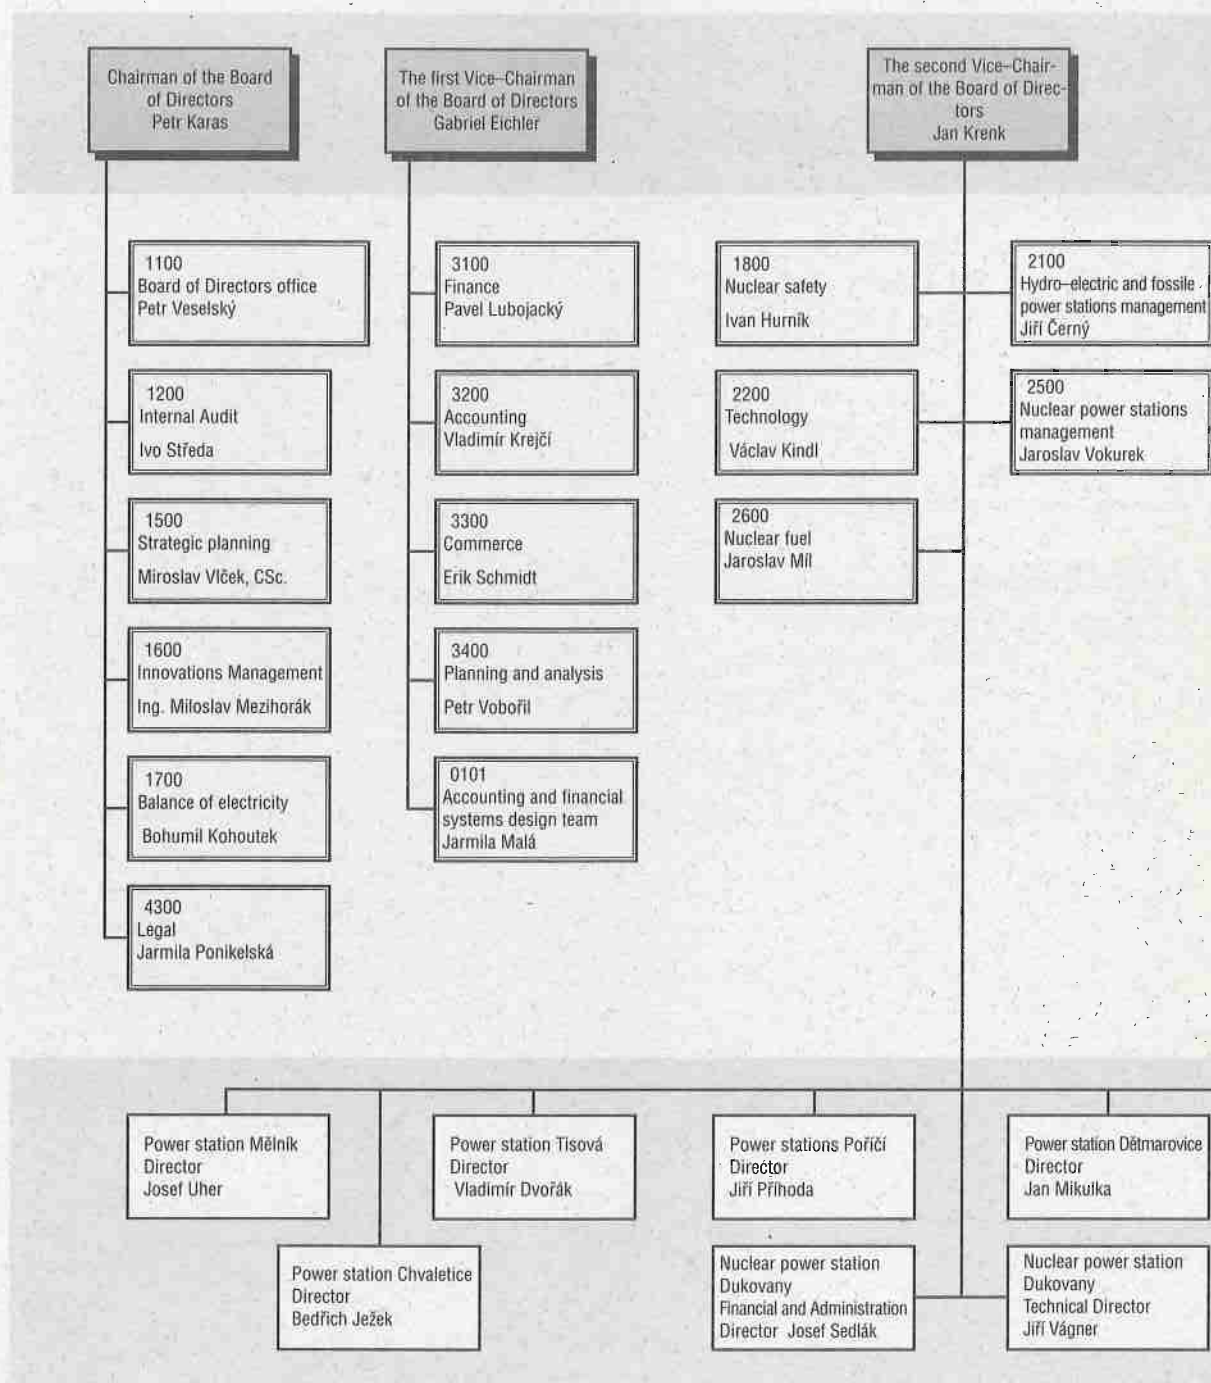 Chairman of the Board
of Directors
Petr Karas
The first Vice–Chairman
of the Board of Directors
Gabriel Eichler
The second Vice–Chair-
man of the Board of Direc-
tors
Jan Krenk
1100
Board of Directors office
Petr Veselský
1200
Internal Audit
Ivo Středa
1500
Strategic planning
Miroslav Vlček, CSc.
1600
Innovations Management
Ing. Miloslav Mezihorák
1700
Balance of electricity
Bohumil Kohoutek
4300
Legal
Jarmila Ponikelská
3100
Finance
Pavel Lubojacký
3200
Accounting
Vladimír Krejčí
3300
Commerce
Erik Schmidt
3400
Planning and analysis
Petr Vobořil
0101
Accounting and financial
systems design team
Jarmila Malá
1800
Nuclear safety
Ivan Hurník
2200
Technology
Václav Kindl
2600
Nuclear fuel
Jaroslav Míl
2100
Hydro–electric and fossile
power stations management
Jiří Černý
2500
Nuclear power stations
management
Jaroslav Vokurek
Power station Mělník
Director
Josef Uher
Power station Tisová
Director
Vladimír Dvořák
Power stations Poříčí
Director
Jiří Příhoda
Power station Dětmarovice
Director
Jan Mikulka
Power station Chvaletice
Director
Bedřich Ježek
Nuclear power station
Dukovany
Financial and Administration
Director Josef Sedlák
Nuclear power station
Dukovany
Technical Director
Jiří Vágner